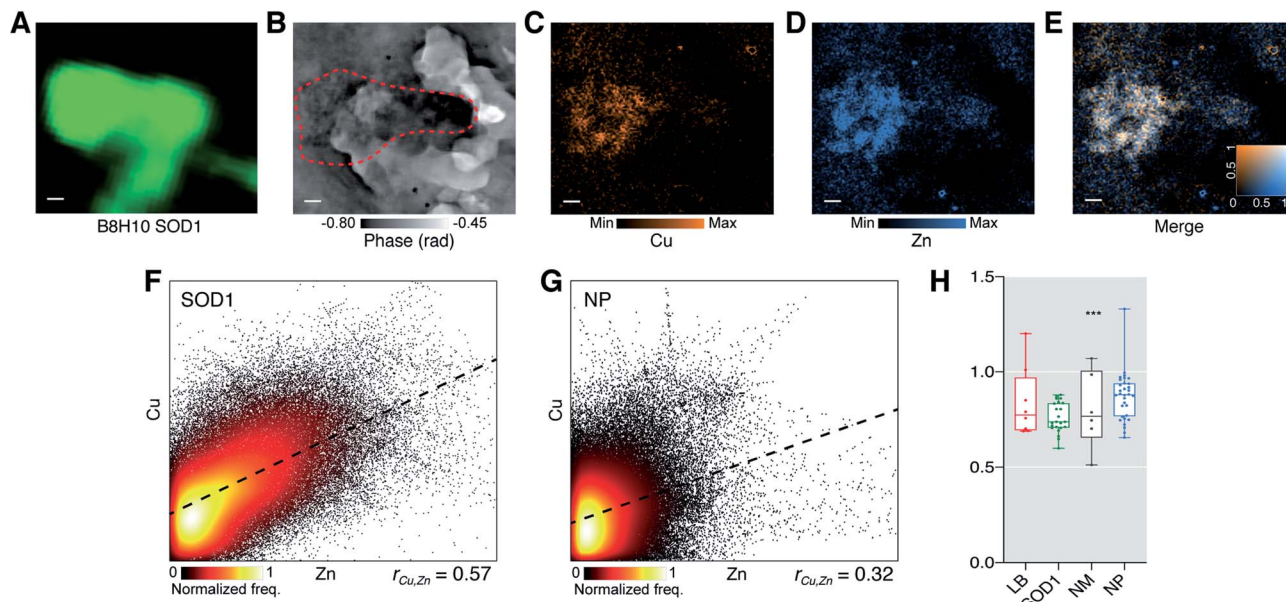 A
B8H10 SOD1
B
-0.80 -0.45
Phase (rad)
C
Min Max
Cu
D
Min Max
Zn
E
1
0.5
0 0.5 1
Merge
F
SOD1
Cu
0 1
Normalized freq.
Zn
rCu,Zn = 0.57
G
NP
Cu
0 1
Normalized freq.
Zn
rCu,Zn = 0.32
H
1.5
1.0
0.5
0.0
***
LB
SOD1
NM
NP